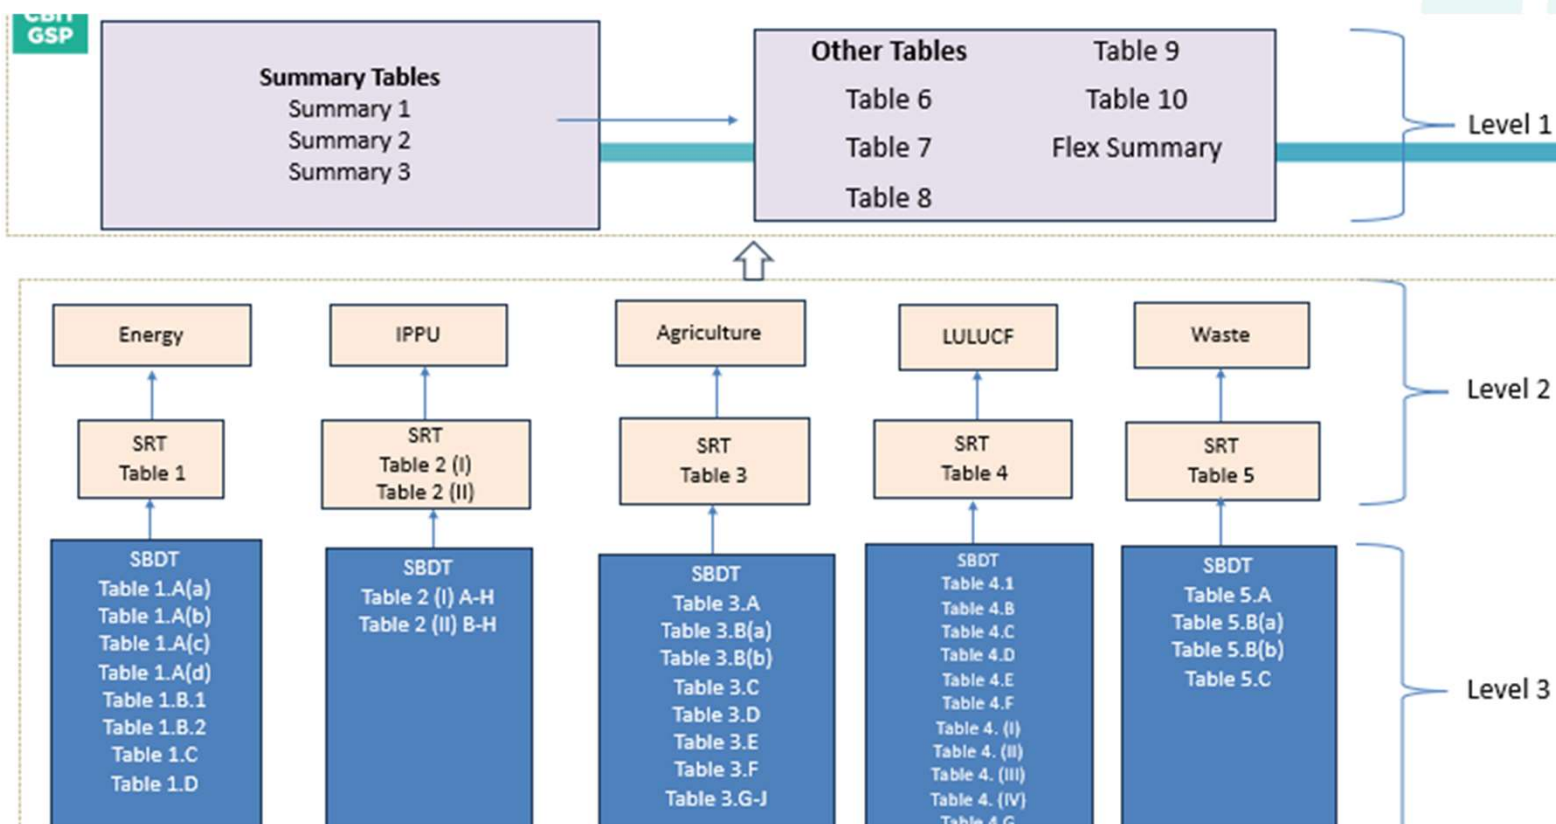 CBIT
GSP
Summary Tables
Summary 1
Summary 2
Summary 3
Other Tables
Table 6
Table 7
Table 8
Table 9
Table 10
Flex Summary
Level 1
Energy
IPPU
Agriculture
LULUCF
Waste
Level 2
SRT
Table 1
SRT
Table 2 (I)
Table 2 (II)
SRT
Table 3
SRT
Table 4
SRT
Table 5
SBDT
Table 1.A(a)
Table 1.A(b)
Table 1.A(c)
Table 1.A(d)
Table 1.B.1
Table 1.B.2
Table 1.C
Table 1.D
SBDT
Table 2 (I) A-H
Table 2 (II) B-H
SBDT
Table 3.A
Table 3.B(a)
Table 3.B(b)
Table 3.C
Table 3.D
Table 3.E
Table 3.F
Table 3.G-J
SBDT
Table 4.1
Table 4.B
Table 4.C
Table 4.D
Table 4.E
Table 4.F
Table 4. (I)
Table 4. (II)
Table 4. (III)
Table 4. (IV)
Table 4.G
SBDT
Table 5.A
Table 5.B(a)
Table 5.B(b)
Table 5.C
Level 3